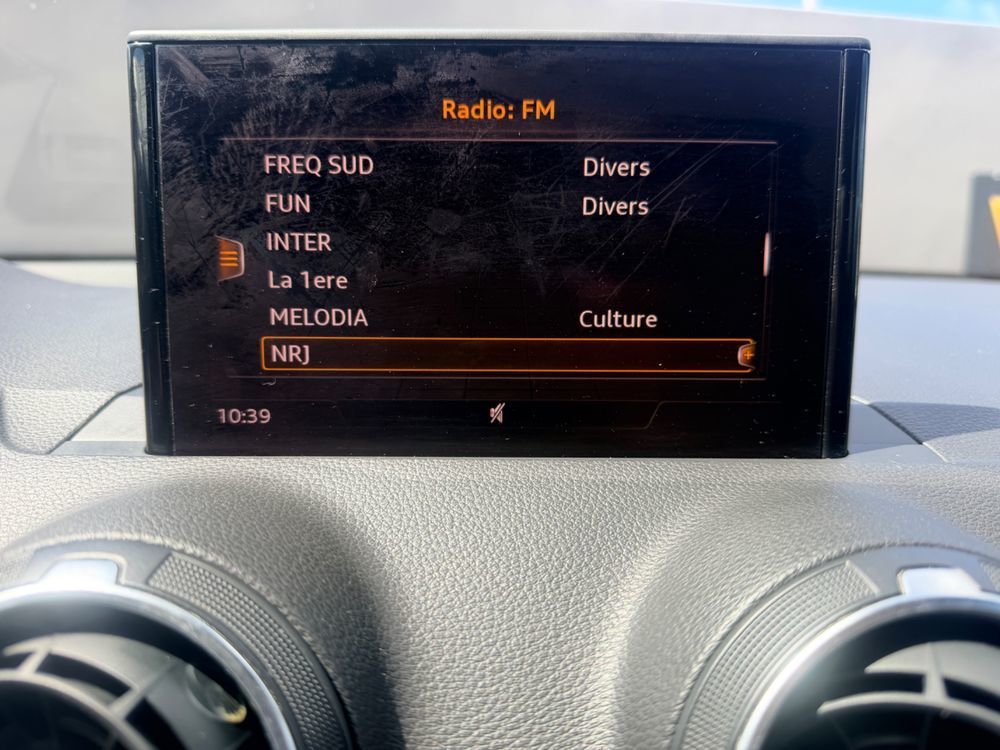 Radio: FM
FREQ SUD Divers
FUN Divers
INTER
La 1ere
MELODIA Culture
NRJ
10:39